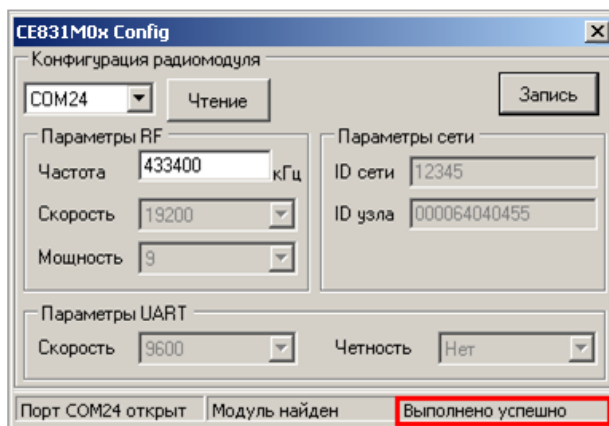 CE831M0x Config
Конфигурация радиомодуля
COM24 Чтение Запись
Параметры RF Параметры сети
Частота 433400 кГц ID сети 12345
Скорость 19200 ID узла 000064040455
Мощность 9
Параметры UART
Скорость 9600 Четность Нет
Порт COM24 открыт Модуль найден Выполнено успешно